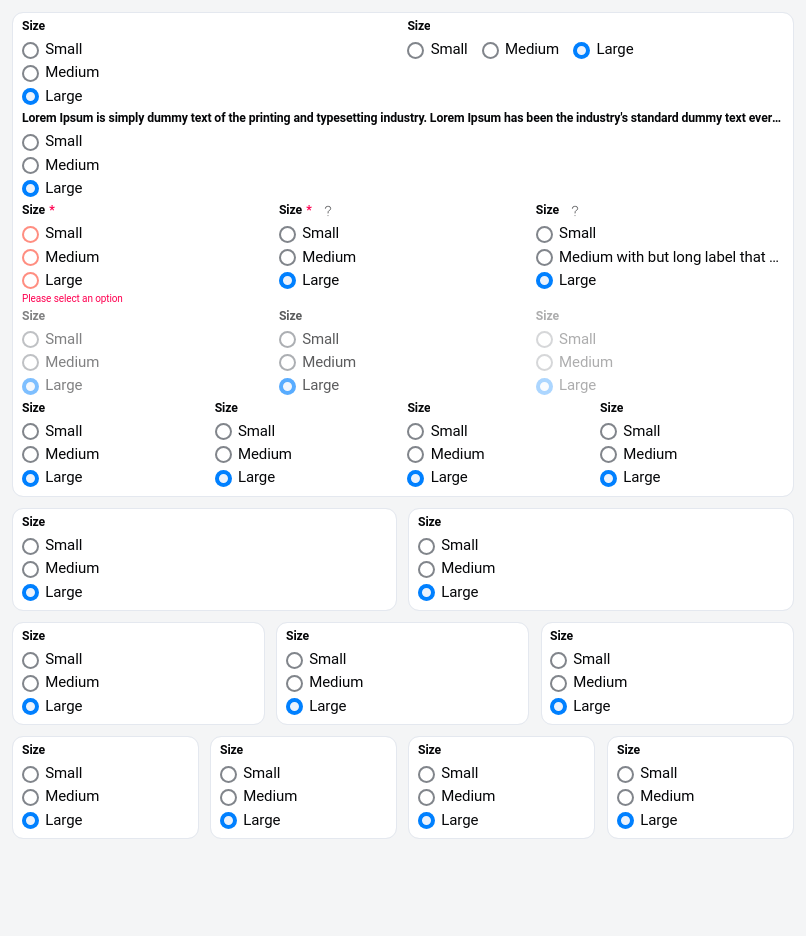 Size
Small
Medium
Large
Size
Small Medium Large
Lorem Ipsum is simply dummy text of the printing and typesetting industry. Lorem Ipsum has been the industry's standard dummy text ever...
Small
Medium
Large
Size *
Small
Medium
Large
Please select an option
Size * ?
Small
Medium
Large
Size ?
Small
Medium with but long label that ...
Large
Size
Small
Medium
Large
Size
Small
Medium
Large
Size
Small
Medium
Large
Size
Small
Medium
Large
Size
Small
Medium
Large
Size
Small
Medium
Large
Size
Small
Medium
Large
Size
Small
Medium
Large
Size
Small
Medium
Large
Size
Small
Medium
Large
Size
Small
Medium
Large
Size
Small
Medium
Large
Size
Small
Medium
Large
Size
Small
Medium
Large
Size
Small
Medium
Large
Size
Small
Medium
Large